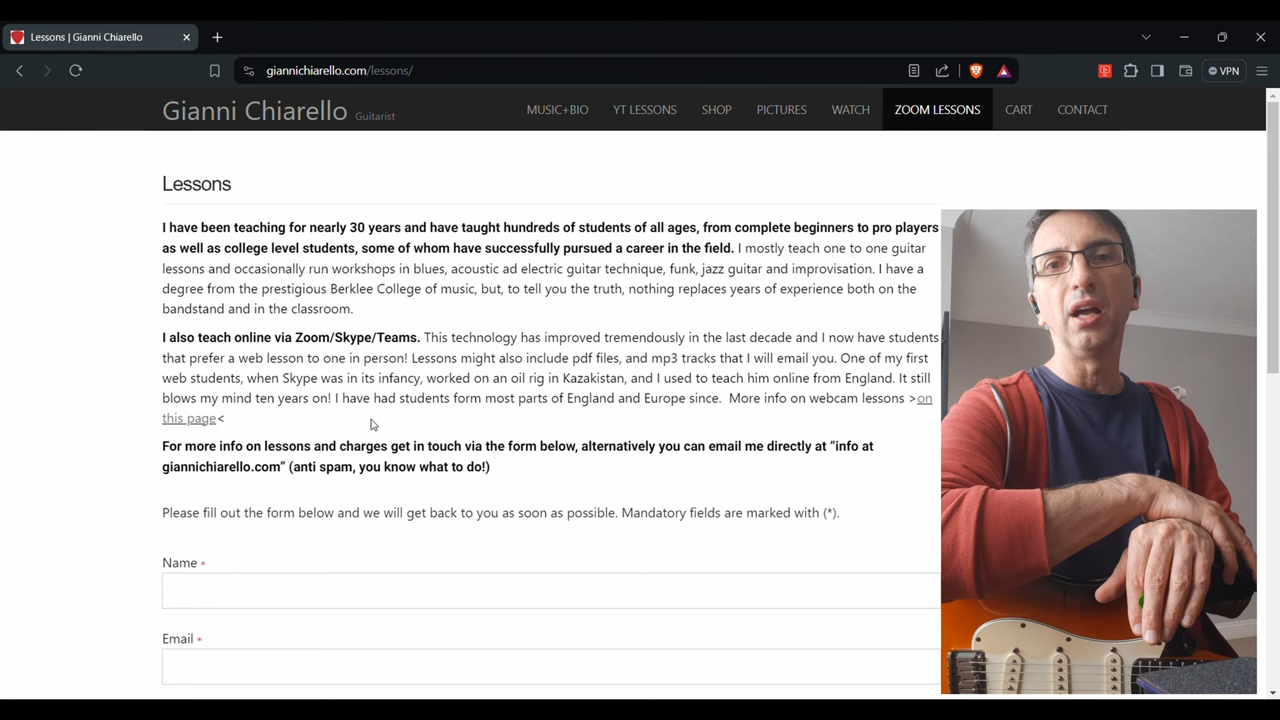 Lessons | Gianni Chiarello
giannichiarello.com/lessons/
VPN
Gianni Chiarello Guitarist
MUSIC+BIO YT LESSONS SHOP PICTURES WATCH ZOOM LESSONS CART CONTACT
Lessons
I have been teaching for nearly 30 years and have taught hundreds of students of all ages, from complete beginners to pro players
as well as college level students, some of whom have successfully pursued a career in the field. I mostly teach one to one guitar
lessons and occasionally run workshops in blues, acoustic ad electric guitar technique, funk, jazz guitar and improvisation. I have a
degree from the prestigious Berklee College of music, but, to tell you the truth, nothing replaces years of experience both on the
bandstand and in the classroom.
I also teach online via Zoom/Skype/Teams. This technology has improved tremendously in the last decade and I now have students
that prefer a web lesson to one in person! Lessons might also include pdf files, and mp3 tracks that I will email you. One of my first
web students, when Skype was in its infancy, worked on an oil rig in Kazakistan, and I used to teach him online from England. It still
blows my mind ten years on! I have had students form most parts of England and Europe since. More info on webcam lessons >on
this page<
For more info on lessons and charges get in touch via the form below, alternatively you can email me directly at “info at
giannichiarello.com” (anti spam, you know what to do!)
Please fill out the form below and we will get back to you as soon as possible. Mandatory fields are marked with (*).
Name *
Email *